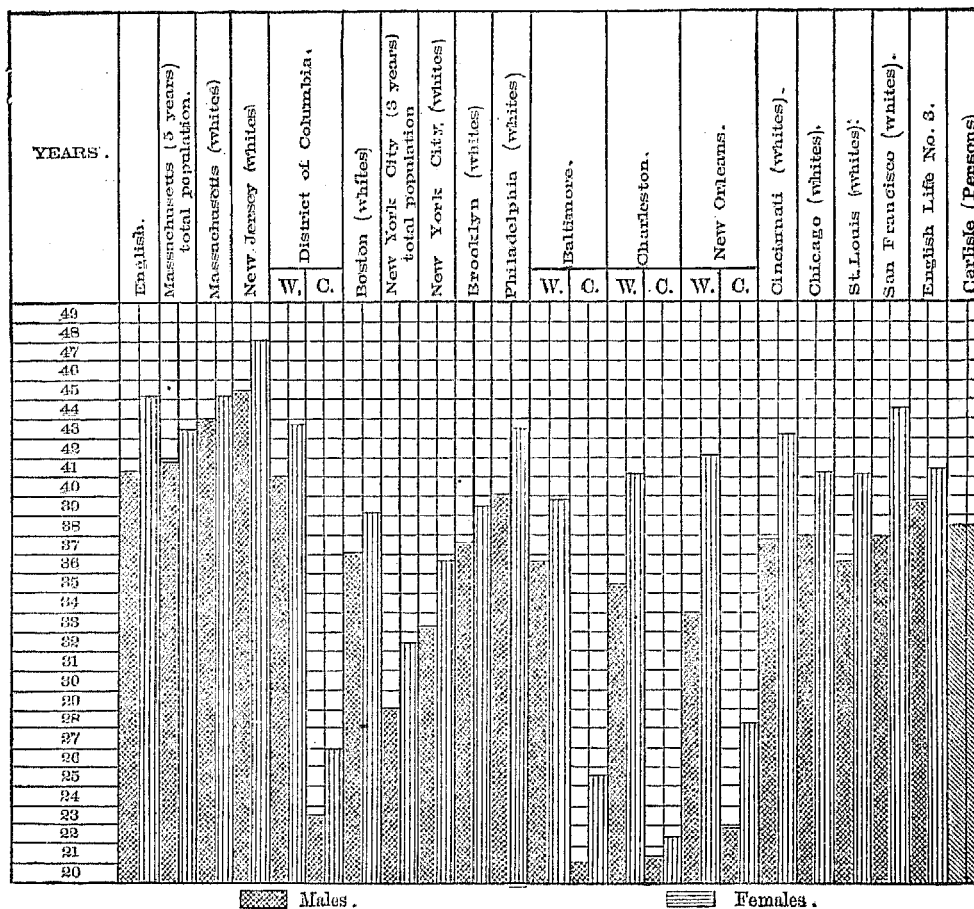 YEARS.
English.
Massachusetts (5 years)
total population.
Massachusetts (whites)
New Jersey (whites)
District of Columbia.
W. C.
Boston (whites)
New York City (3 years)
total population
New York City, (whites)
Brooklyn (whites)
Philadelphia (whites)
Baltimore.
W. C.
Charleston.
W. C.
New Orleans.
W. C.
Cincinnati (whites).
Chicago (whites).
St. Louis (whites).
San Francisco (whites).
English Life No. 3.
Carlisle (Persons)
49
48
47
46
45
44
43
42
41
40
39
38
37
36
35
34
33
32
31
30
29
28
27
26
25
24
23
22
21
20
Males. Females.